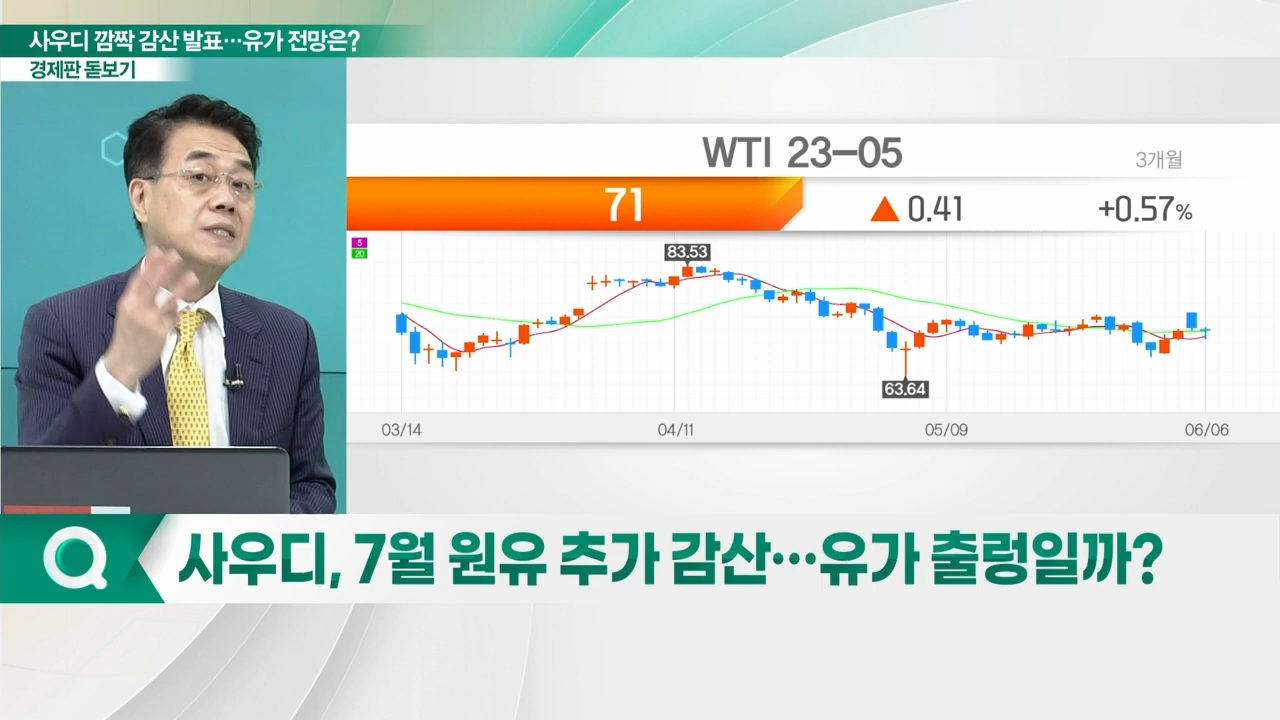 사우디 깜짝 감산 발표…유가 전망은?
경제판 돋보기
WTI 23-05
3개월
71
▲ 0.41
+0.57%
5
20
83.53
63.64
03/14
04/11
05/09
06/06
사우디, 7월 원유 추가 감산…유가 출렁일까?